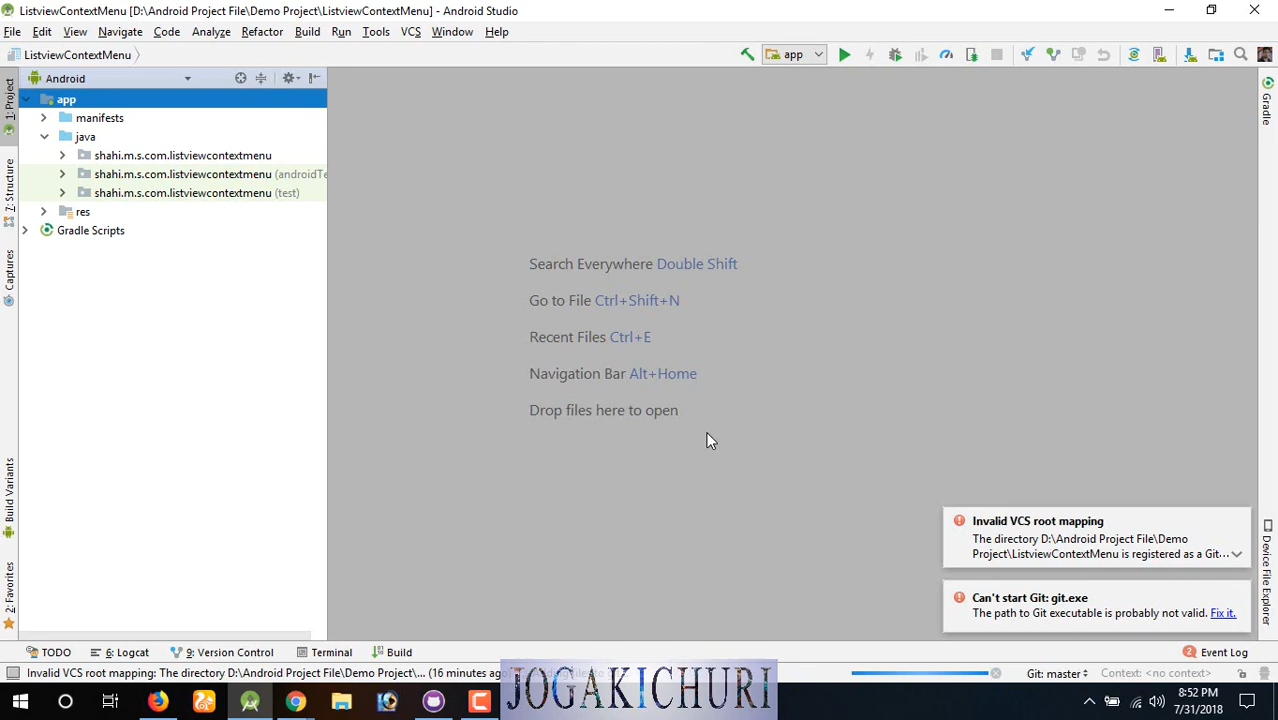 ListviewContextMenu [D:\Android Project File\Demo Project\ListviewContextMenu] - Android Studio
File Edit View Navigate Code Analyze Refactor Build Run Tools VCS Window Help
ListviewContextMenu
app
Android
1: Project
7: Structure
Captures
Build Variants
2: Favorites
app
manifests
java
shahi.m.s.com.listviewcontextmenu
shahi.m.s.com.listviewcontextmenu (androidTe
shahi.m.s.com.listviewcontextmenu (test)
res
Gradle Scripts
Search Everywhere Double Shift
Go to File Ctrl+Shift+N
Recent Files Ctrl+E
Navigation Bar Alt+Home
Drop files here to open
Gradle
Device File Explorer
Invalid VCS root mapping
The directory D:\Android Project File\Demo
Project\ListviewContextMenu is registered as a Git...
Can't start Git: git.exe
The path to Git executable is probably not valid. Fix it.
TODO 6: Logcat 9: Version Control Terminal Build 2 Event Log
Invalid VCS root mapping: The directory D:\Android Project File\Demo Project\... (16 minutes ago)
Git: master Context: <no context>
JOGAKICHURI
8:52 PM
7/31/2018